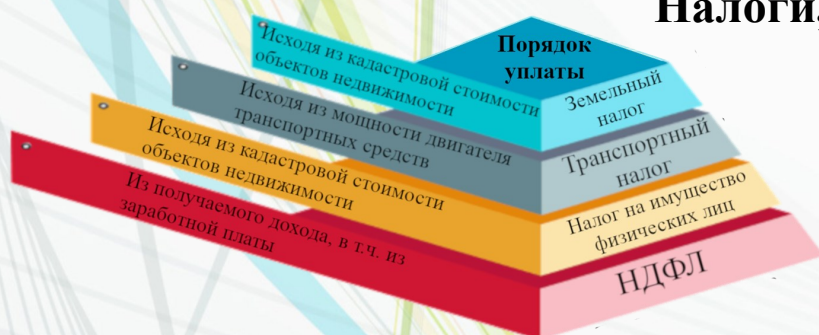 Налоги,
Порядок
уплаты
Исходя из кадастровой стоимости
объектов недвижимости
Земельный
налог
Исходя из мощности двигателя
транспортных средств
Транспортный
налог
Исходя из кадастровой стоимости
объектов недвижимости
Налог на имущество
физических лиц
Из получаемого дохода, в т.ч. из
заработной платы
НДФЛ